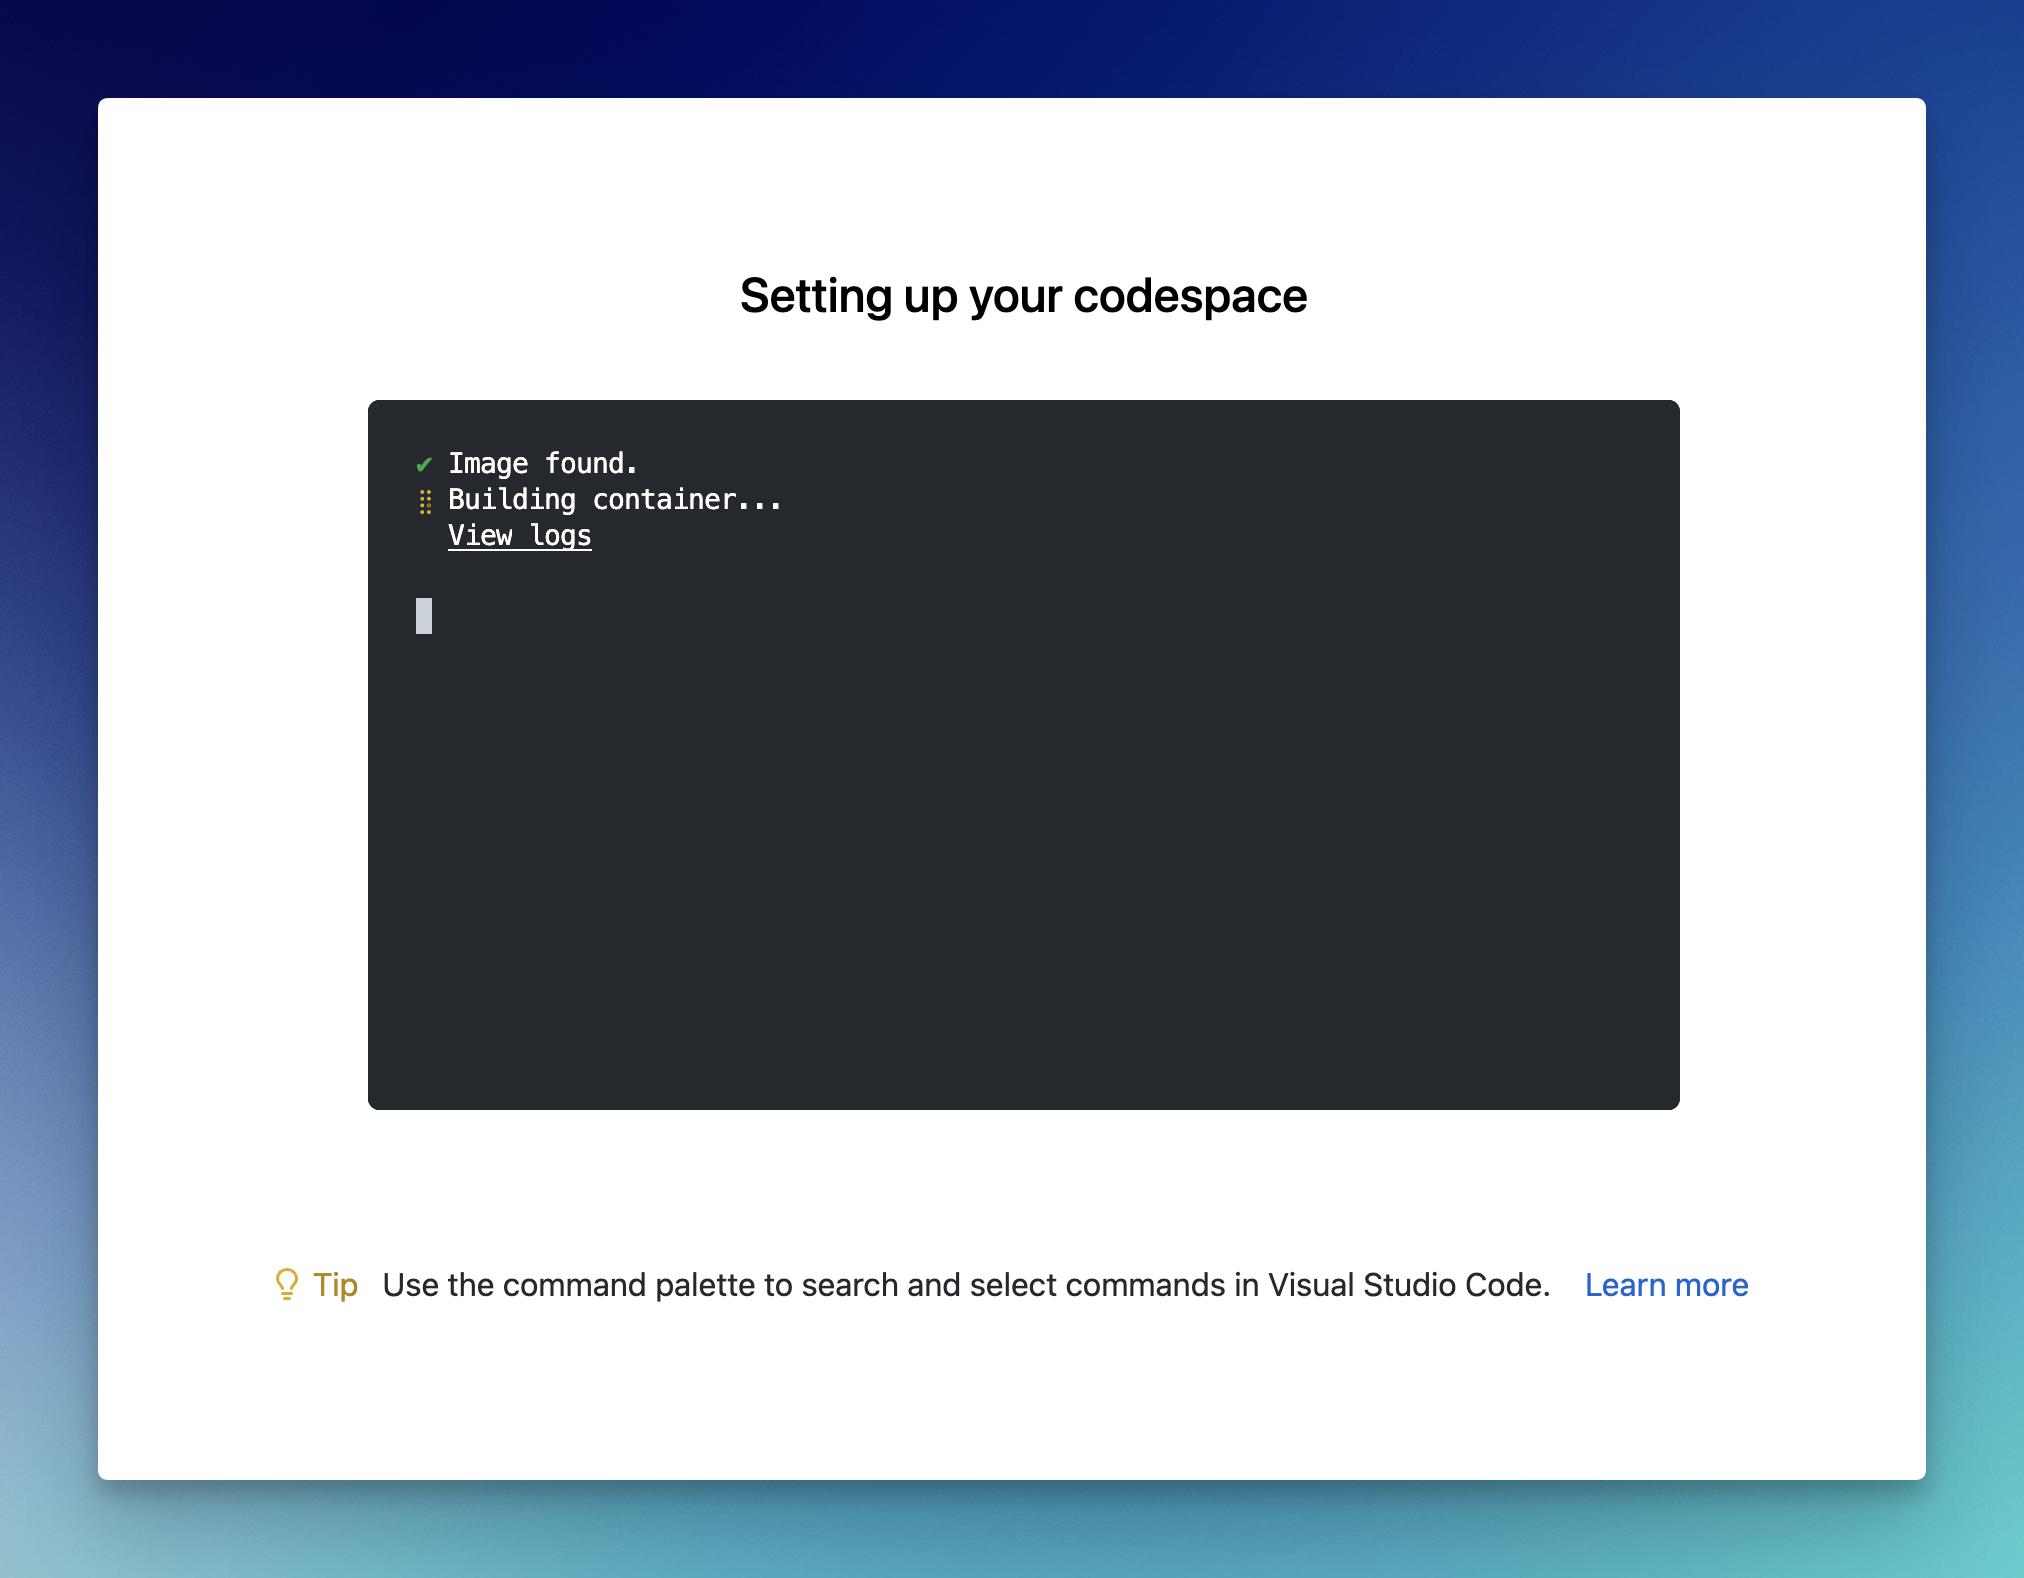 Setting up your codespace
✔ Image found.
⣿ Building container...
View logs
Tip Use the command palette to search and select commands in Visual Studio Code. Learn more